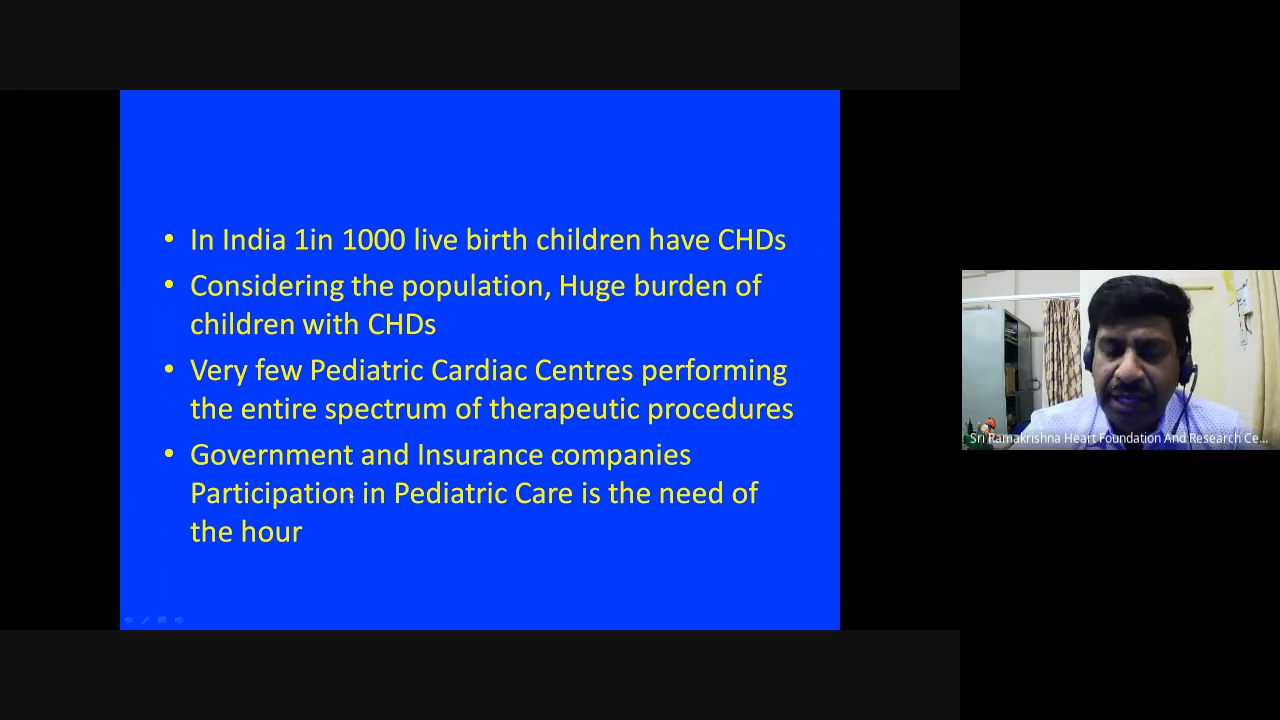 • In India 1in 1000 live birth children have CHDs
• Considering the population, Huge burden of
children with CHDs
• Very few Pediatric Cardiac Centres performing
the entire spectrum of therapeutic procedures
• Government and Insurance companies
Participation in Pediatric Care is the need of
the hour
Sri Ramakrishna Heart Foundation And Research Ce...